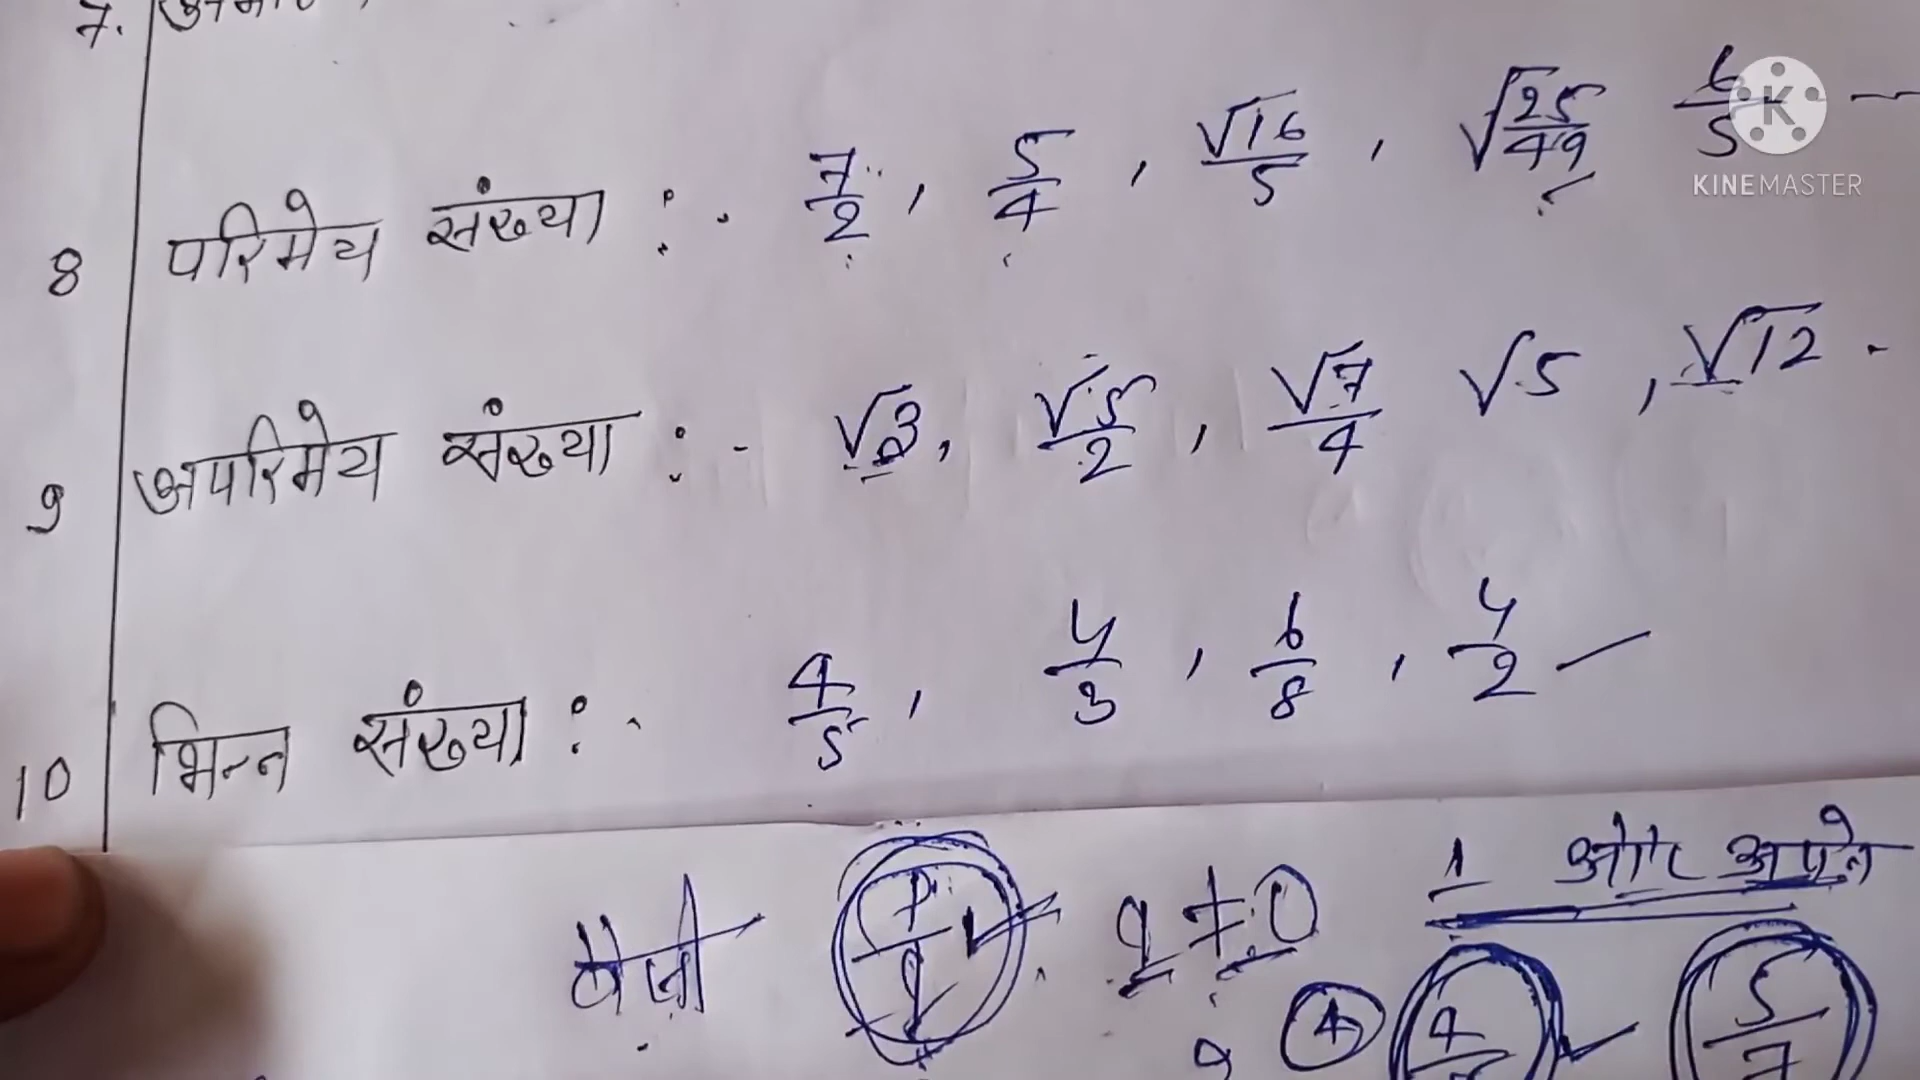 7.
8 परिमेय संख्या :- 7/2 , 5/4 , √16/5 , √25/49 6/5 --
KINEMASTER
9 अपरिमेय संख्या :- √3, √5/2 , √7/4 √5 , √12 -
10 भिन्न संख्या :- 4/5 , 4/3 , 6/8 , 4/2 -
p/q q ≠ 0 1 और अपने
4 5/7